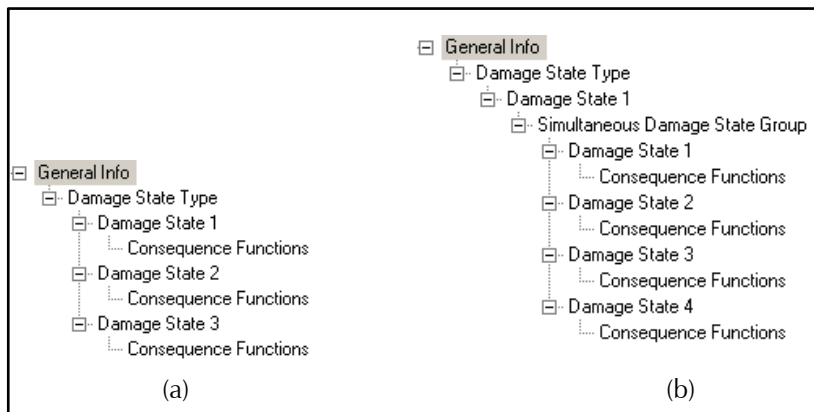 General Info
Damage State Type
Damage State 1
Consequence Functions
Damage State 2
Consequence Functions
Damage State 3
Consequence Functions
(a)
General Info
Damage State Type
Damage State 1
Simultaneous Damage State Group
Damage State 1
Consequence Functions
Damage State 2
Consequence Functions
Damage State 3
Consequence Functions
Damage State 4
Consequence Functions
(b)